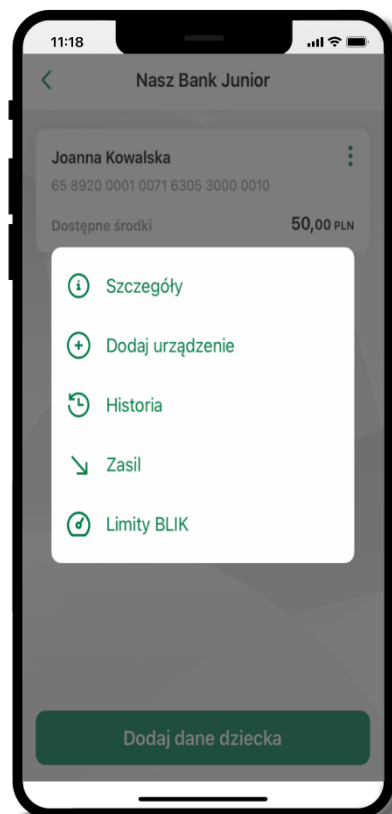 11:18
Nasz Bank Junior
Joanna Kowalska
65 8920 0001 0071 6305 3000 0010
Dostępne środki 50,00 PLN
Szczegóły
Dodaj urządzenie
Historia
Zasil
Limity BLIK
Dodaj dane dziecka